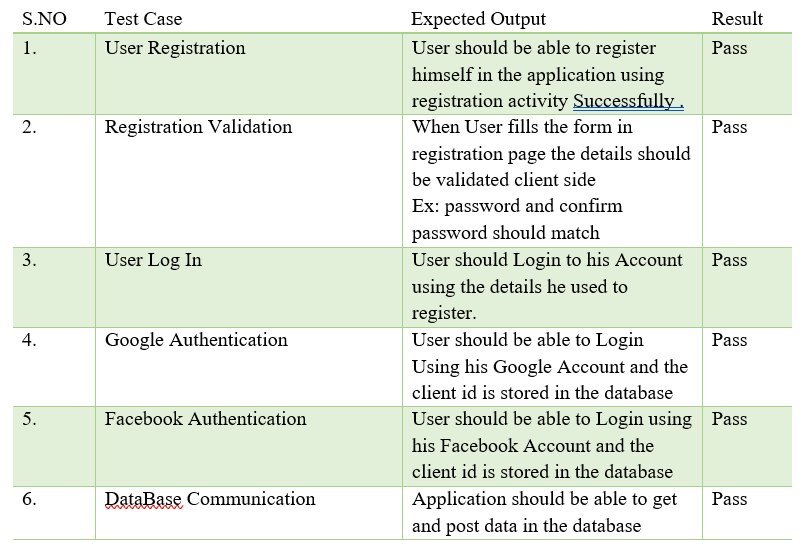 S.NO Test Case Expected Output Result
1. User Registration User should be able to register Pass
himself in the application using
registration activity Successfully .
2. Registration Validation When User fills the form in Pass
registration page the details should
be validated client side
Ex: password and confirm
password should match
3. User Log In User should Login to his Account Pass
using the details he used to
register.
4. Google Authentication User should be able to Login Pass
Using his Google Account and the
client id is stored in the database
5. Facebook Authentication User should be able to Login using Pass
his Facebook Account and the
client id is stored in the database
6. DataBase Communication Application should be able to get Pass
and post data in the database